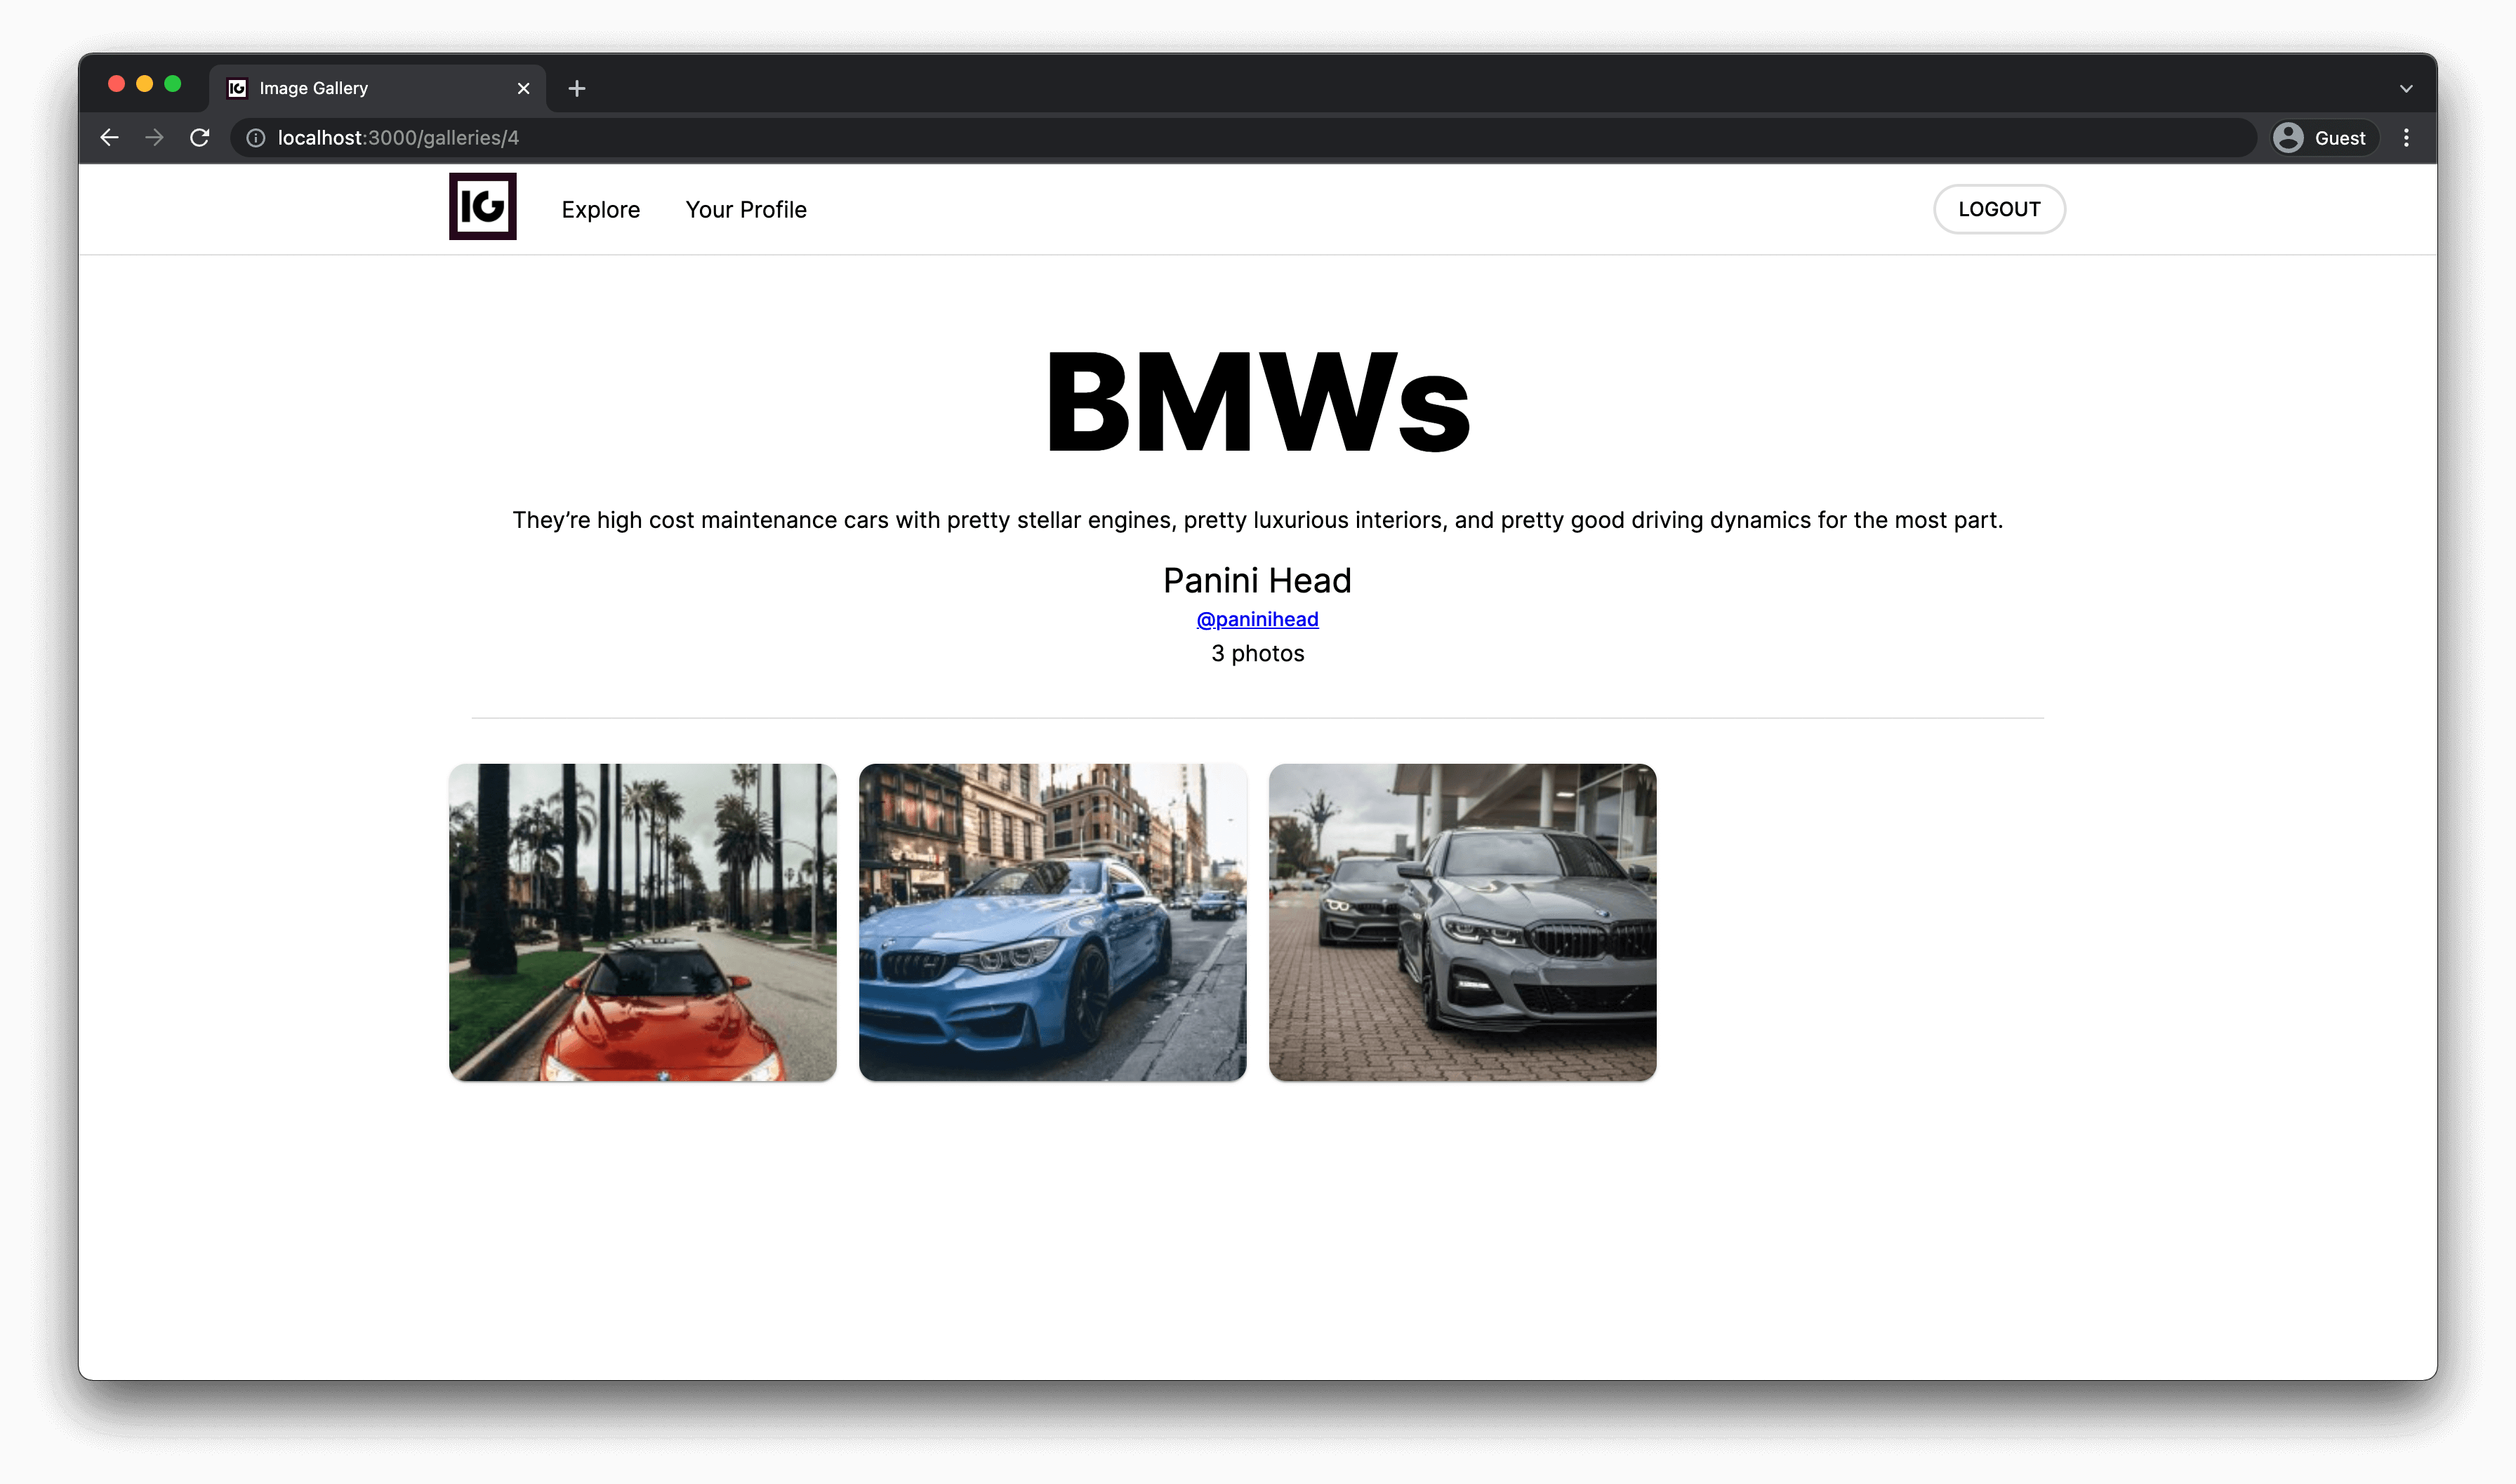 IG Image Gallery
localhost:3000/galleries/4
Guest
IG
Explore
Your Profile
LOGOUT
BMWs
They’re high cost maintenance cars with pretty stellar engines, pretty luxurious interiors, and pretty good driving dynamics for the most part.
Panini Head
@paninihead
3 photos